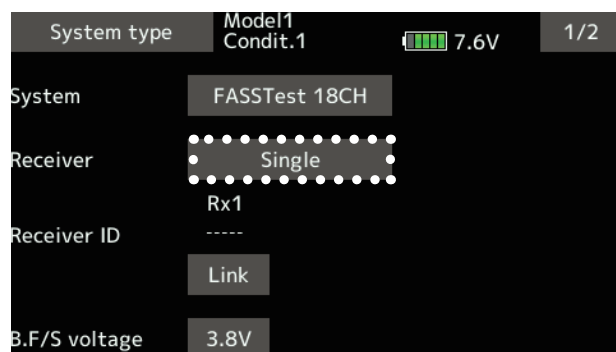 System type
Model1
Condit.1
7.6V
1/2
System
FASSTest 18CH
Receiver
Single
Rx1
Receiver ID
-----
Link
B.F/S voltage
3.8V